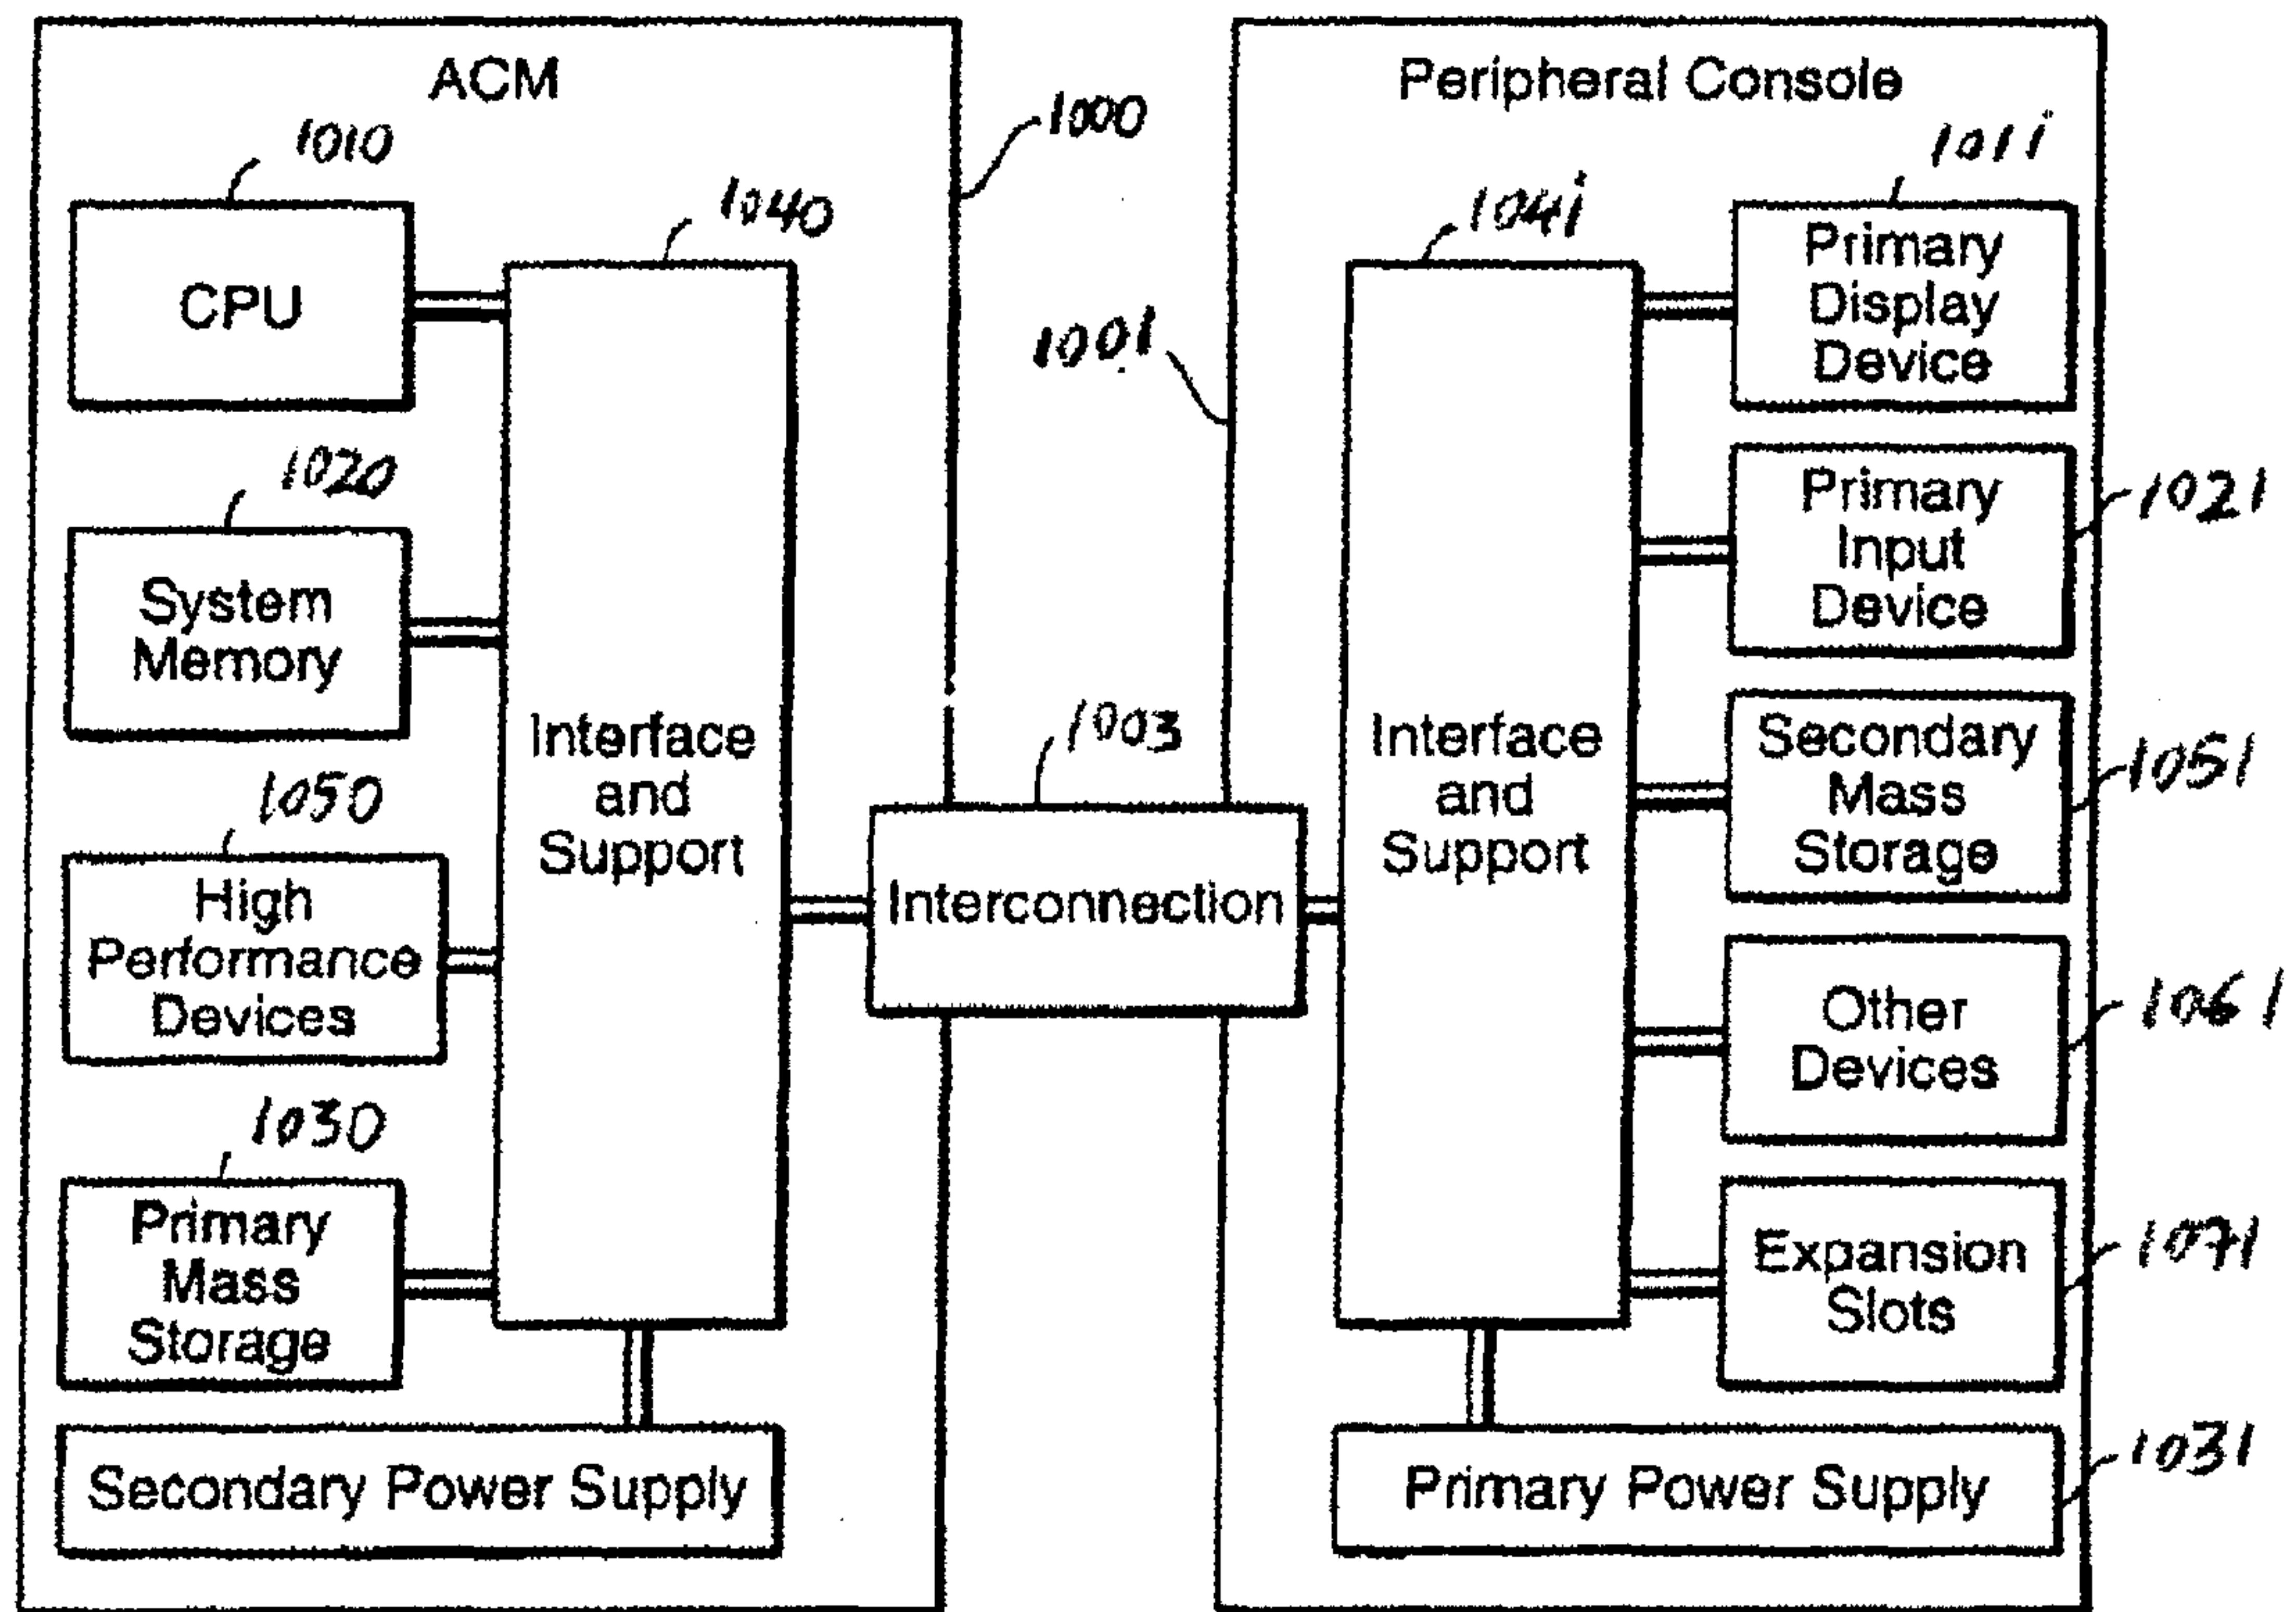 ACM
1000
1010
CPU
1040
1020
System
Memory
1050
High
Performance
Devices
1030
Primary
Mass
Storage
Interface
and
Support
Secondary Power Supply
1003
Interconnection
1001
Peripheral Console
1041
Interface
and
Support
1011
Primary
Display
Device
Primary
Input
Device
1021
Secondary
Mass
Storage
1051
Other
Devices
1061
Expansion
Slots
1071
Primary Power Supply
1031